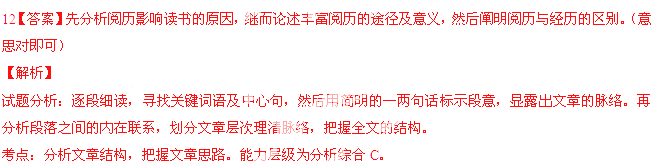 12【答案】先分析阅历影响读书的原因，继而论述丰富阅历的途径及意义，然后阐明阅历与经历的区别。（意
思对即可）
【解析】
试题分析：逐段细读，寻找关键词语及中心句，然后用简明的一两句话标示段意，显露出文章的脉络。再
分析段落之间的内在联系，划分文章层次理清脉络，把握全文的结构。
考点：分析文章结构，把握文章思路。能力层级为分析综合 C。